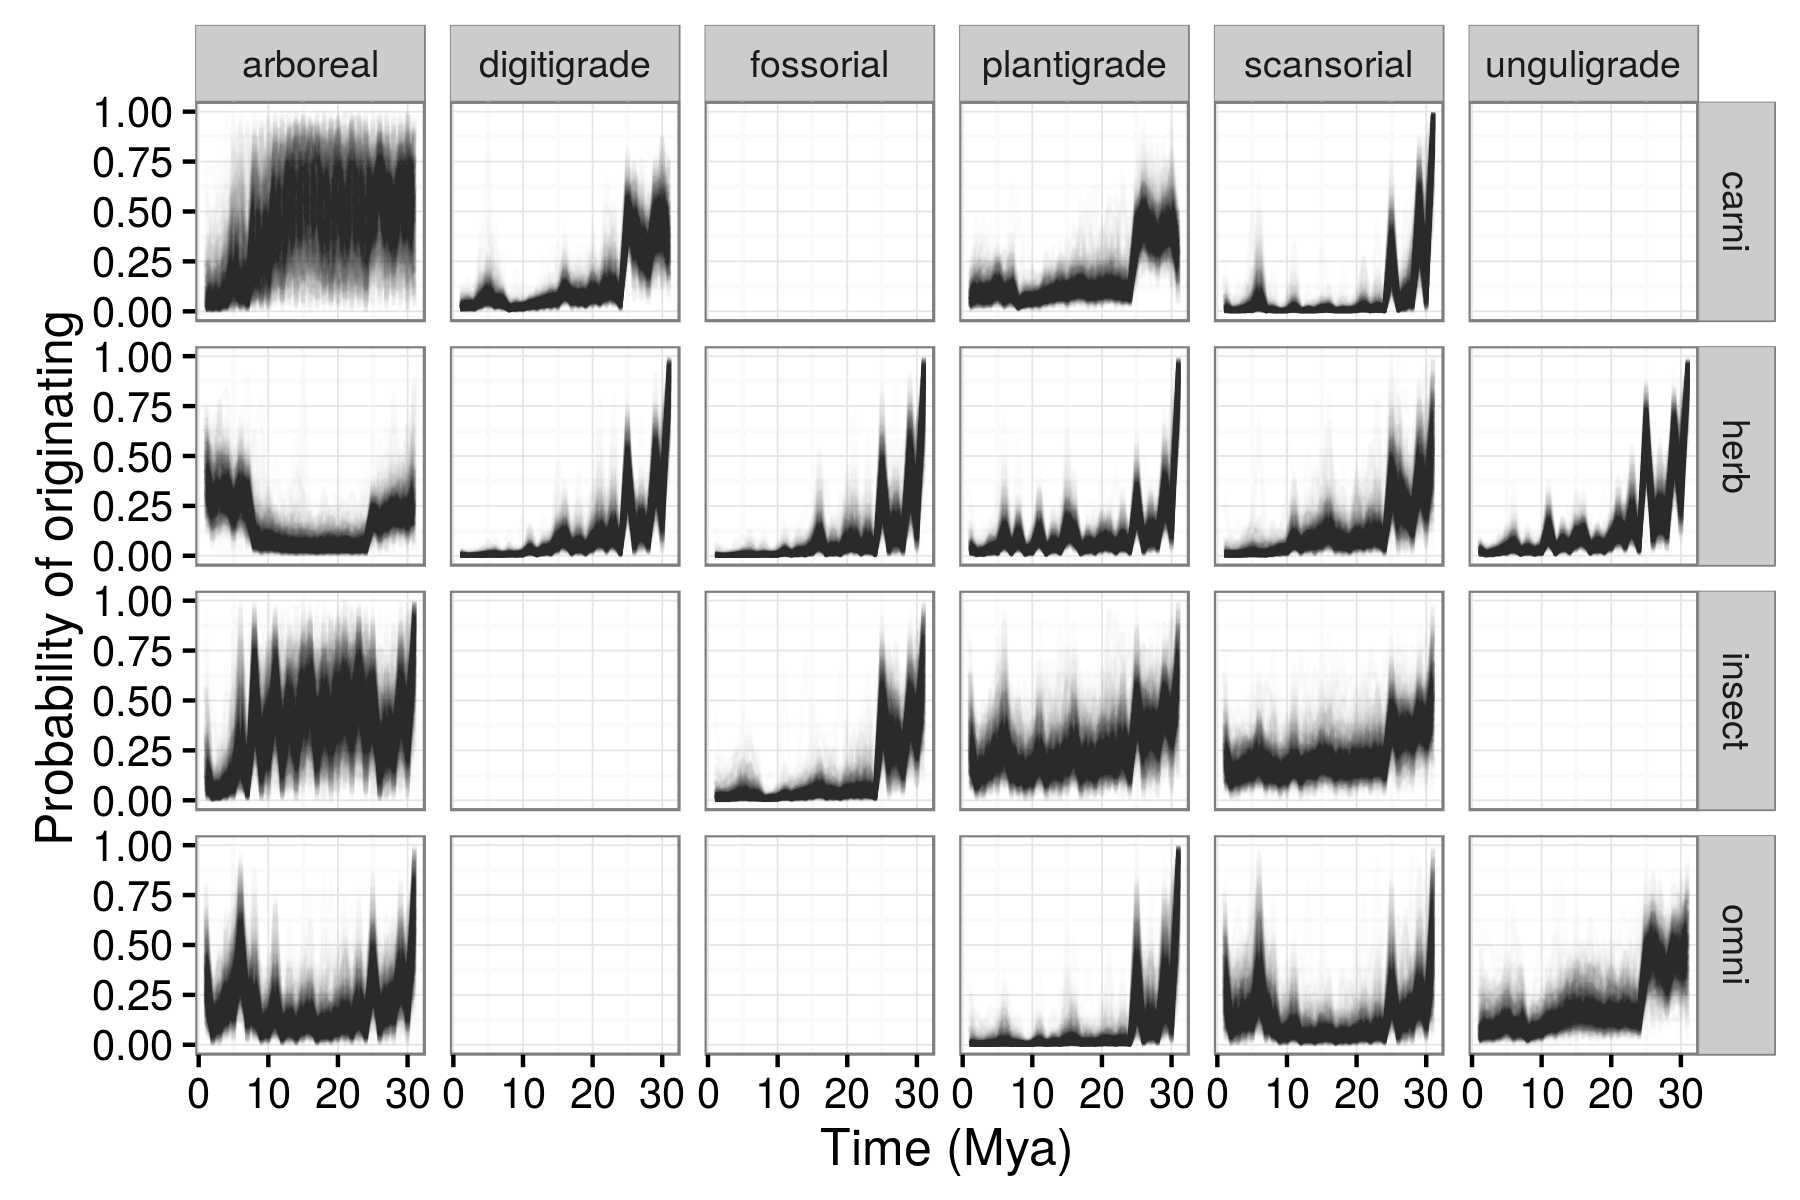 arboreal digitigrade fossorial plantigrade scansorial unguligrade
Probability of originating
1.00
0.75
0.50
0.25
0.00
carni
1.00
0.75
0.50
0.25
0.00
herb
1.00
0.75
0.50
0.25
0.00
insect
1.00
0.75
0.50
0.25
0.00
omni
0 10 20 30 0 10 20 30 0 10 20 30 0 10 20 30 0 10 20 30 0 10 20 30
Time (Mya)